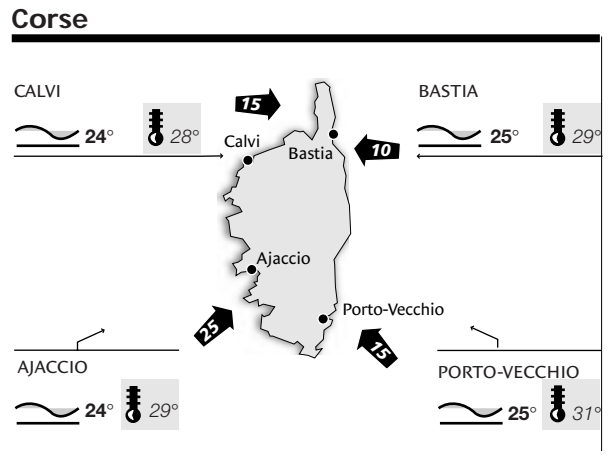 Corse
CALVI
24° 28°
15
BASTIA
25° 29°
Calvi
Bastia
10
Ajaccio
Porto-Vecchio
25
15
AJACCIO
24° 29°
PORTO-VECCHIO
25° 31°